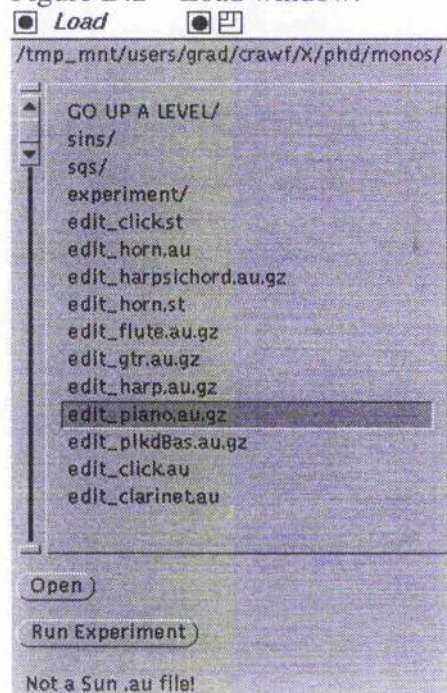 Load
/tmp_mnt/users/grad/crawf/X/phd/monos/
GO UP A LEVEL/
sins/
sqs/
experiment/
edit_click.st
edit_horn.au
edit_harpsichord.au.gz
edit_horn.st
edit_flute.au.gz
edit_gtr.au.gz
edit_harp.au.gz
edit_piano.au.gz
edit_plkdBas.au.gz
edit_click.au
edit_clarinet.au
Open
Run Experiment
Not a Sun .au file!